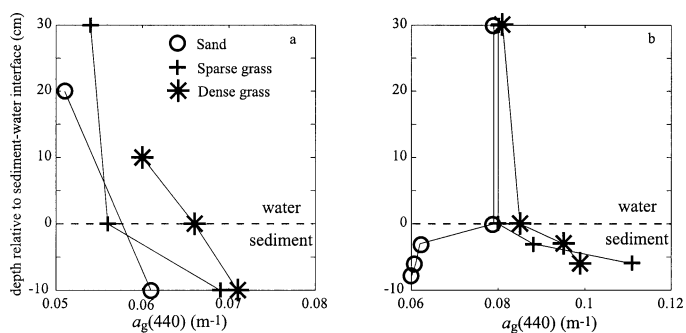 30
20
10
0
-10
0.05
0.06
0.07
0.08
depth relative to sediment-water interface (cm)
a
Sand
Sparse grass
Dense grass
water
sediment
ag(440) (m-1)
30
20
10
0
-10
0.06
0.08
0.1
0.12
b
water
sediment
ag(440) (m-1)